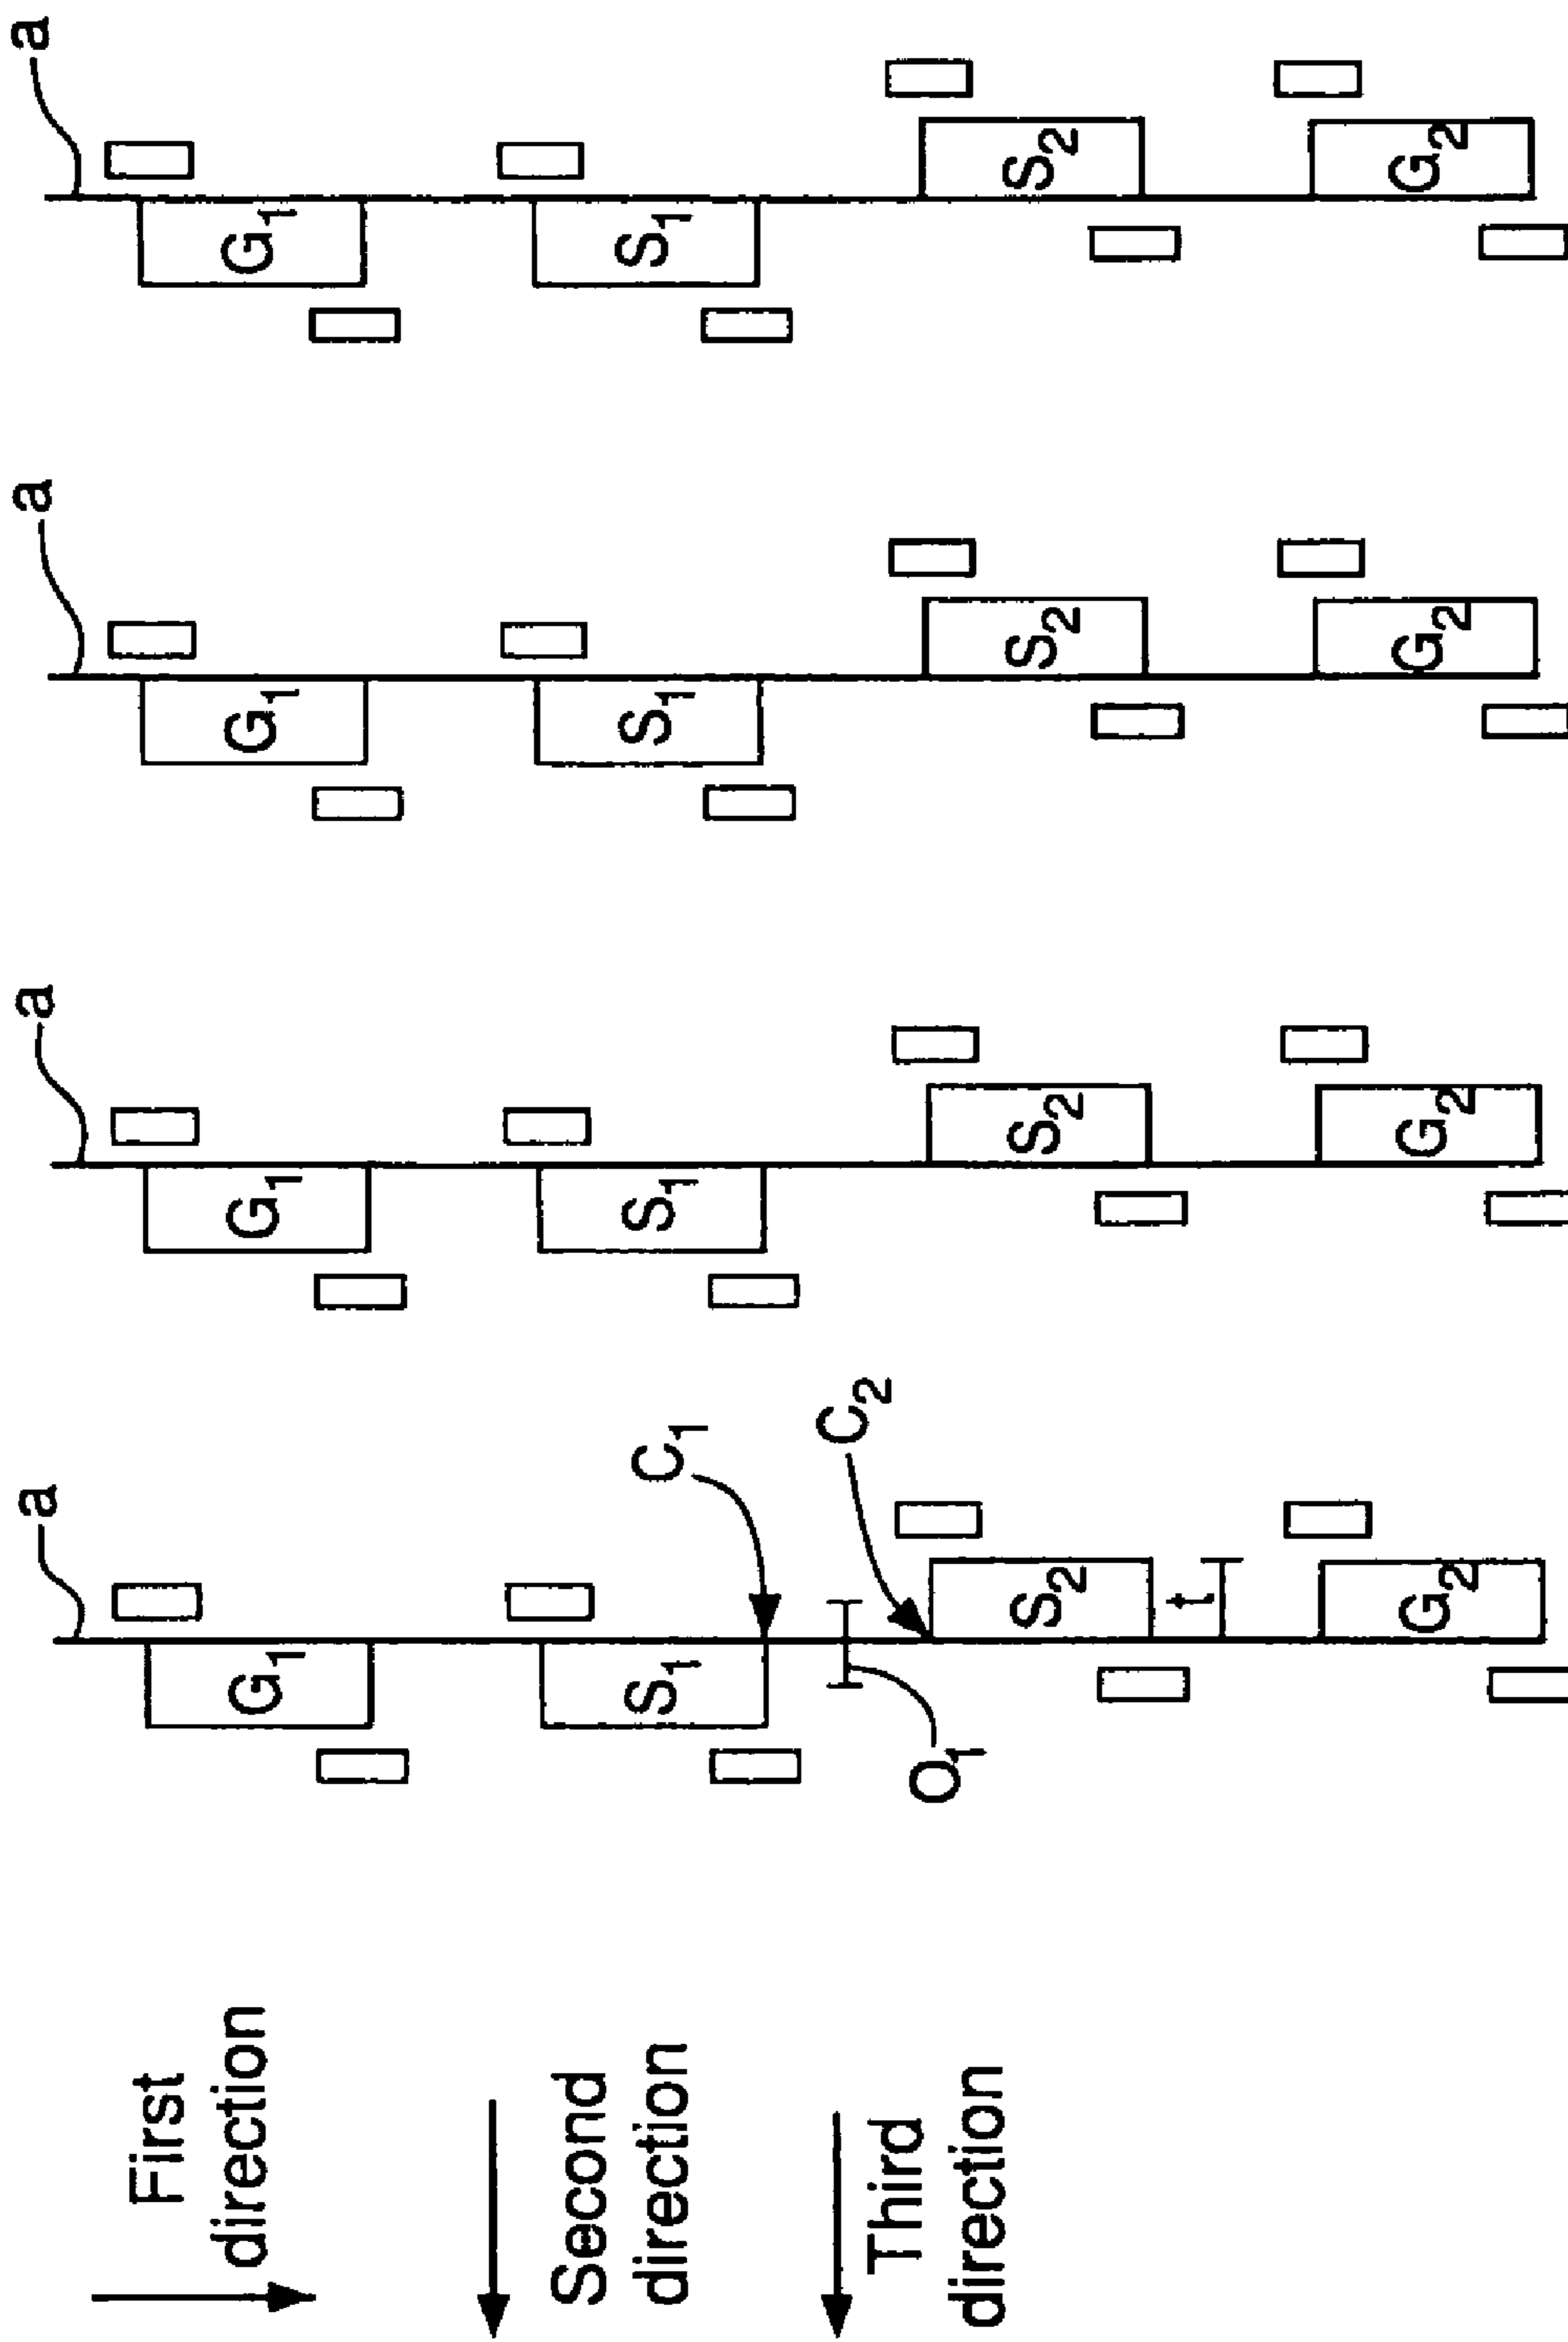 a
a
a
a
First
direction
G1
G1
G1
G1
Second
direction
S1
S1
S1
S1
C1
C2
Third
direction
O1
S2
S2
S2
S2
t
G2
G2
G2
G2